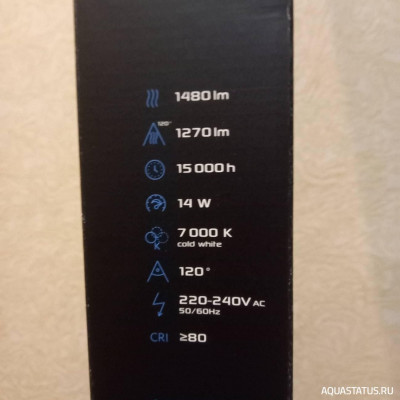 1480 lm
120° 1270 lm
15 000 h
14 W
7 000 K
K cold white
120°
220-240V AC
50/60Hz
CRI ≥80
AQUASTATUS.RU